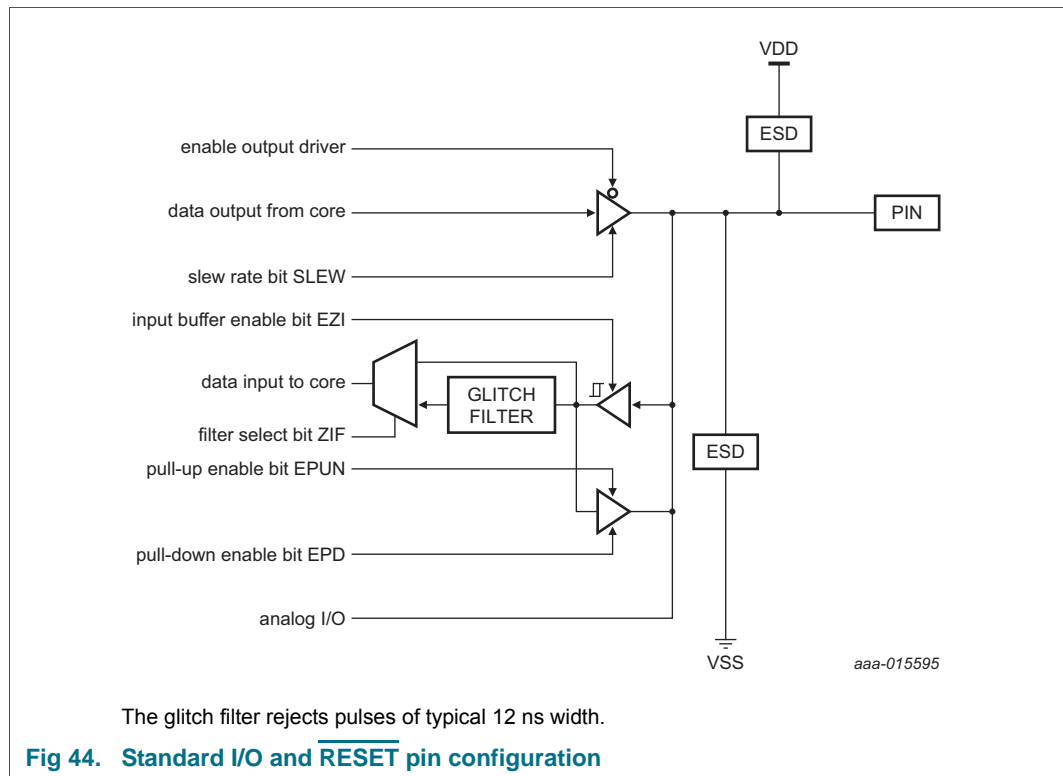 VDD
ESD
enable output driver
data output from core
PIN
slew rate bit SLEW
input buffer enable bit EZI
data input to core
GLITCH
FILTER
filter select bit ZIF
ESD
pull-up enable bit EPUN
pull-down enable bit EPD
analog I/O
VSS
aaa-015595
The glitch filter rejects pulses of typical 12 ns width.
Fig 44. Standard I/O and RESET pin configuration